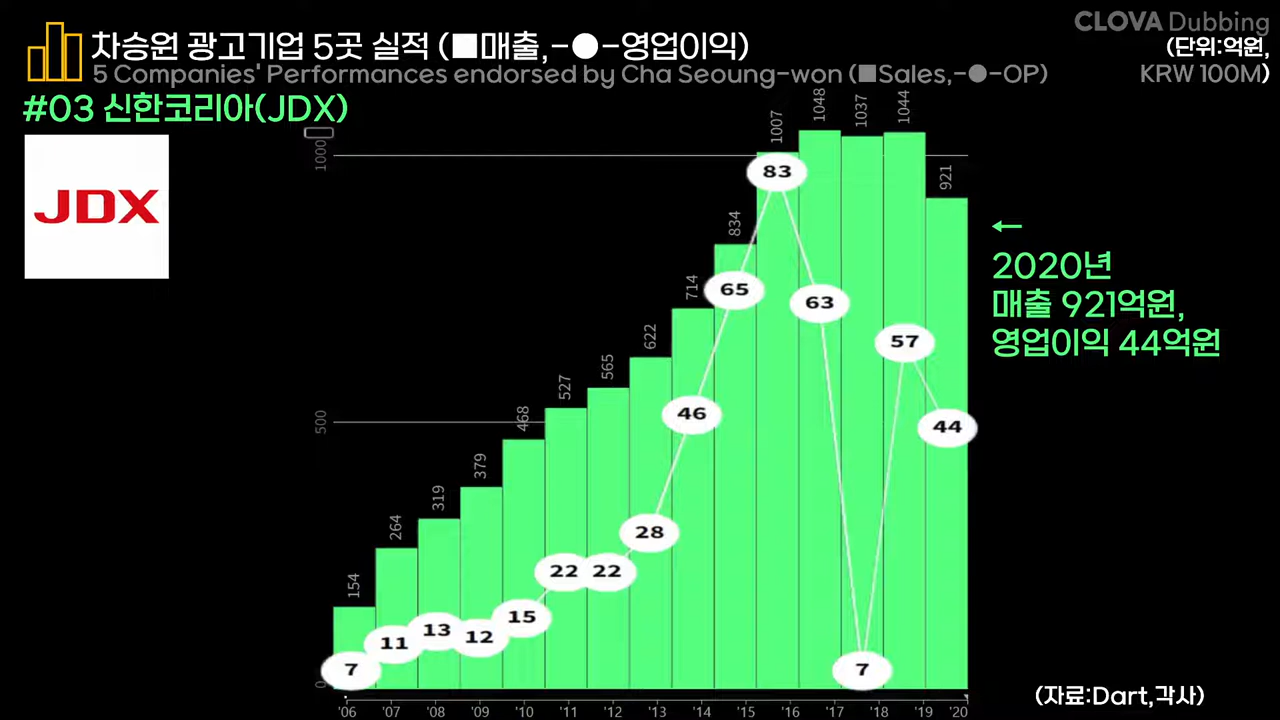 CLOVA Dubbing
차승원 광고기업 5곳 실적 (■매출,-●-영업이익)
(단위:억원,
5 Companies' Performances endorsed by Cha Seoung-won (■Sales,-●-OP)
KRW 100M)
#03 신한코리아(JDX)
JDX
1000
500
0
154
264
319
379
468
527
565
622
714
834
1007
1048
1037
1044
921
7
11
13
12
15
22
22
28
46
65
83
63
7
57
44
←
2020년
매출 921억원,
영업이익 44억원
'06 '07 '08 '09 '10 '11 '12 '13 '14 '15 '16 '17 '18 '19 '20
(자료:Dart,각사)